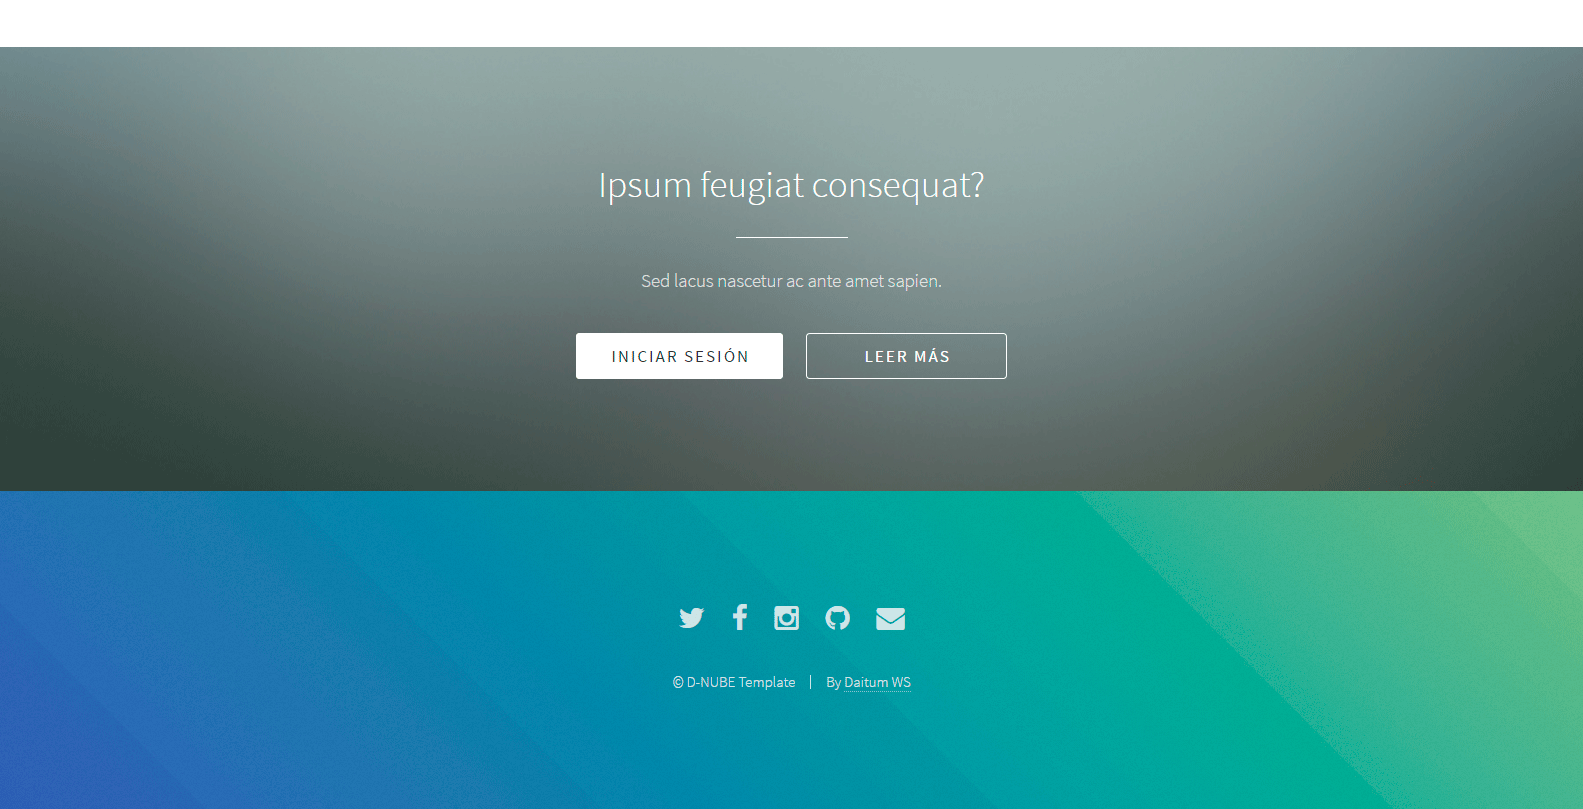 Ipsum feugiat consequat?
Sed lacus nascetur ac ante amet sapien.
INICIAR SESIÓN LEER MÁS
© D-NUBE Template | By Daitum WS